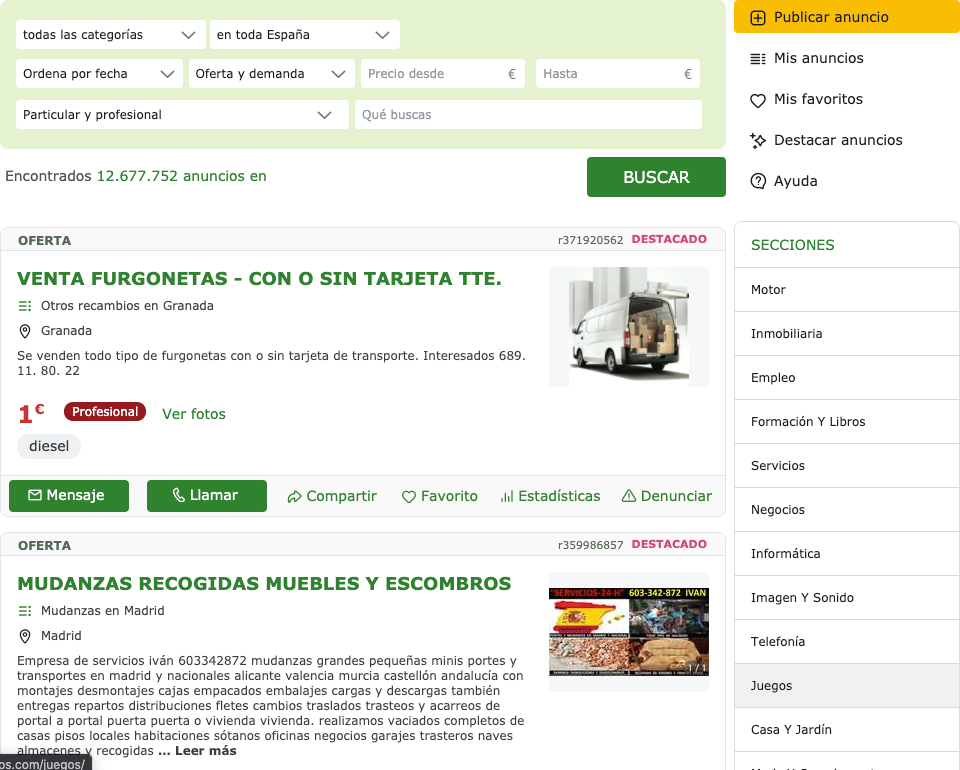 todas las categorías
en toda España
Ordena por fecha
Oferta y demanda
Precio desde €
Hasta €
Particular y profesional
Qué buscas
Encontrados 12.677.752 anuncios en
BUSCAR
Publicar anuncio
Mis anuncios
Mis favoritos
Destacar anuncios
Ayuda
OFERTA
r371920562 DESTACADO
VENTA FURGONETAS - CON O SIN TARJETA TTE.
Otros recambios en Granada
Granada
Se venden todo tipo de furgonetas con o sin tarjeta de transporte. Interesados 689.
11. 80. 22
1€ Profesional Ver fotos
diesel
Mensaje Llamar Compartir Favorito Estadísticas Denunciar
OFERTA
r359986857 DESTACADO
MUDANZAS RECOGIDAS MUEBLES Y ESCOMBROS
Mudanzas en Madrid
Madrid
Empresa de servicios iván 603342872 mudanzas grandes pequeñas minis portes y
transportes en madrid y nacionales alicante valencia murcia castellón andalucía con
montajes desmontajes cajas empacados embalajes cargas y descargas también
entregas repartos distribuciones fletes cambios traslados trasteros y acarreos de
portal a portal puerta puerta o vivienda vivienda. realizamos vaciados completos de
casas pisos locales habitaciones sótanos oficinas negocios garajes trasteros naves
almacenes y recogidas ... Leer más
"SERVICIOS-24-H" 603-342-872 IVAN
1 / 1
os.com/juegos/
SECCIONES
Motor
Inmobiliaria
Empleo
Formación Y Libros
Servicios
Negocios
Informática
Imagen Y Sonido
Telefonía
Juegos
Casa Y Jardín